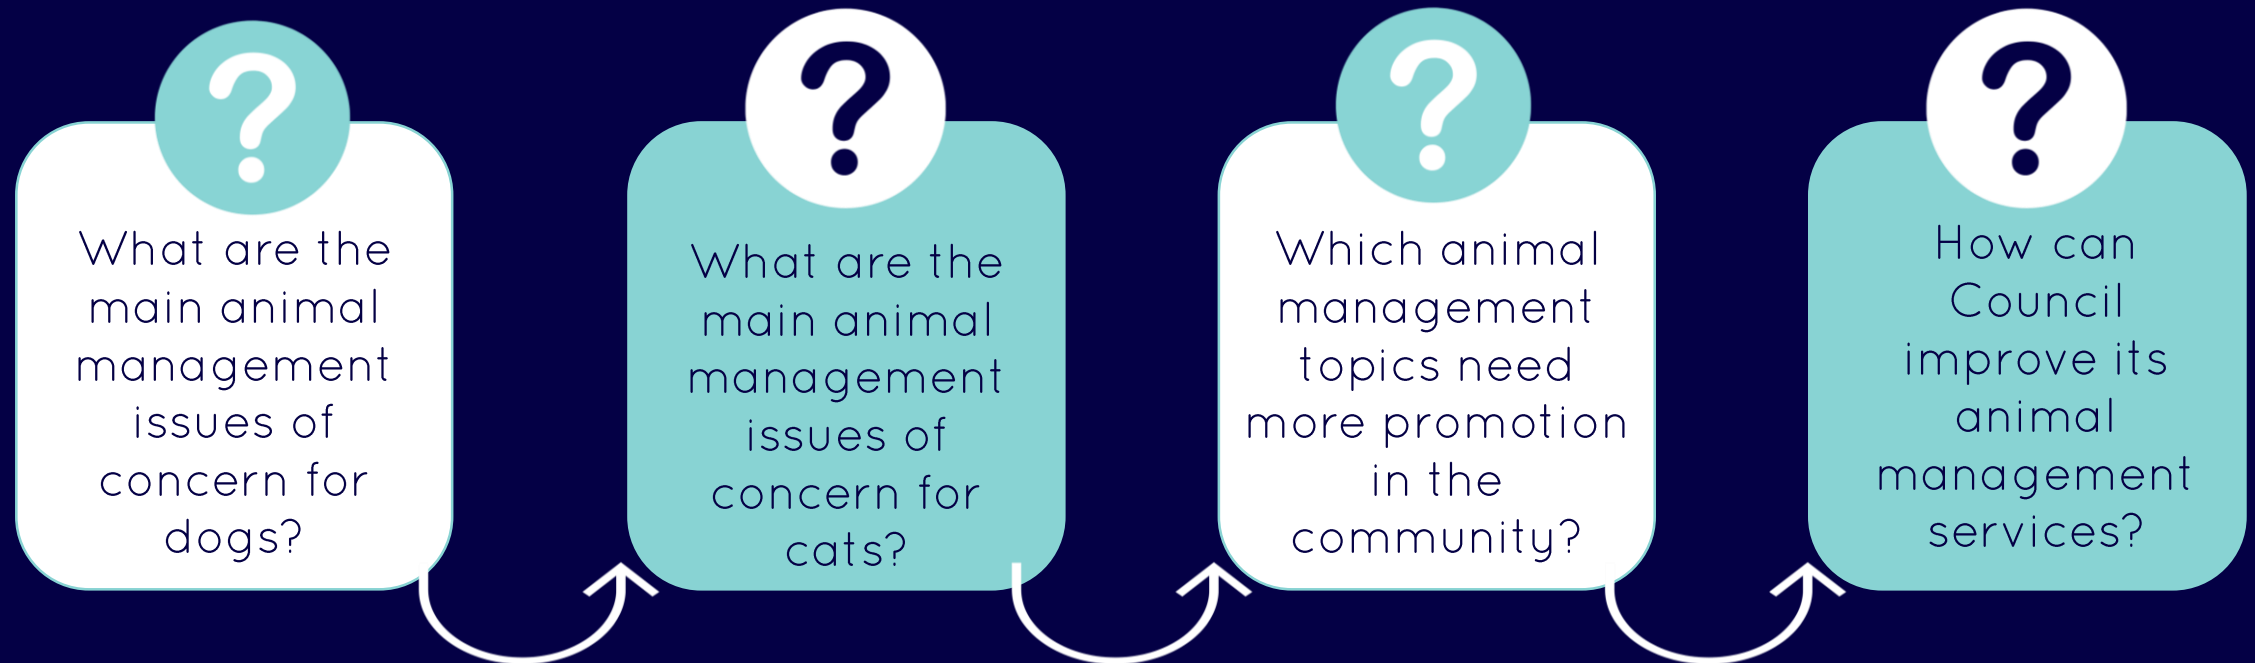 ?
What are the
main animal
management
issues of
concern for
dogs?
?
What are the
main animal
management
issues of
concern for
cats?
?
Which animal
management
topics need
more promotion
in the
community?
?
How can
Council
improve its
animal
management
services?